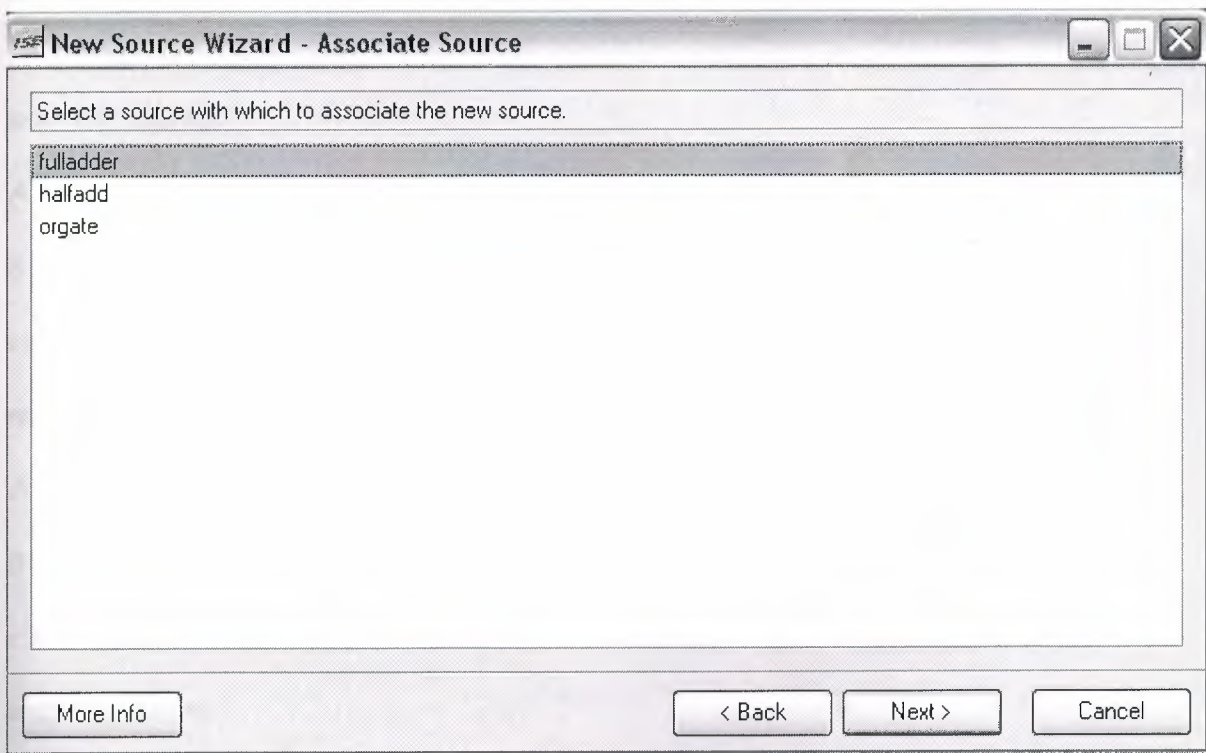 ISE New Source Wizard - Associate Source
Select a source with which to associate the new source.
fulladder
halfadd
orgate
More Info
< Back
Next >
Cancel